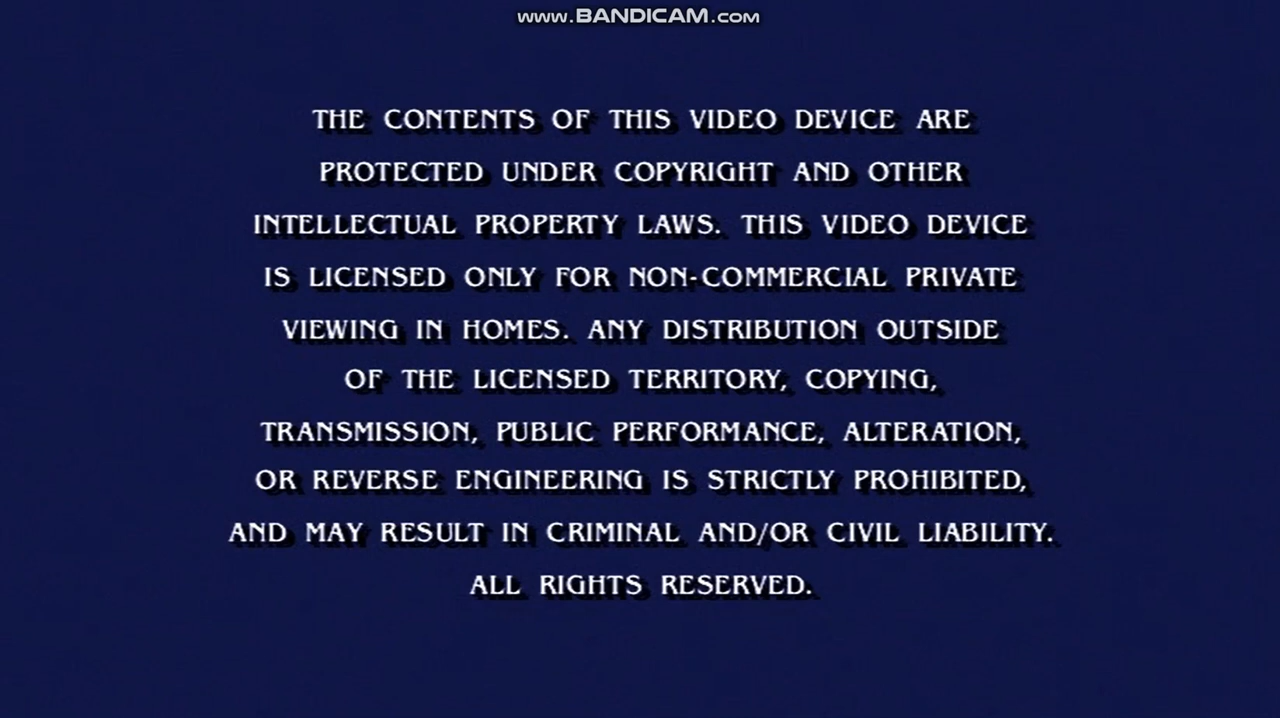 www.BANDICAM.com
THE CONTENTS OF THIS VIDEO DEVICE ARE
PROTECTED UNDER COPYRIGHT AND OTHER
INTELLECTUAL PROPERTY LAWS. THIS VIDEO DEVICE
IS LICENSED ONLY FOR NON-COMMERCIAL PRIVATE
VIEWING IN HOMES. ANY DISTRIBUTION OUTSIDE
OF THE LICENSED TERRITORY, COPYING,
TRANSMISSION, PUBLIC PERFORMANCE, ALTERATION,
OR REVERSE ENGINEERING IS STRICTLY PROHIBITED,
AND MAY RESULT IN CRIMINAL AND/OR CIVIL LIABILITY.
ALL RIGHTS RESERVED.